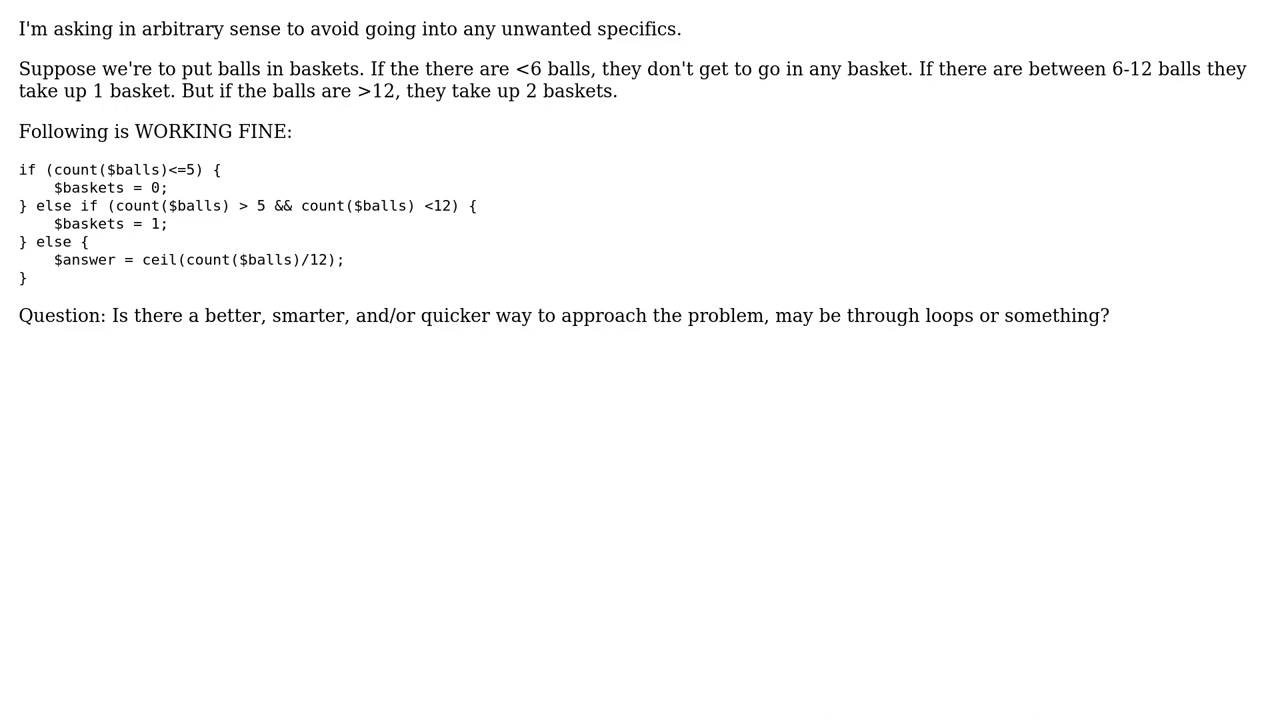 I'm asking in arbitrary sense to avoid going into any unwanted specifics.
Suppose we're to put balls in baskets. If the there are <6 balls, they don't get to go in any basket. If there are between 6-12 balls they
take up 1 basket. But if the balls are >12, they take up 2 baskets.
Following is WORKING FINE:
if (count($balls)<=5) {
    $baskets = 0;
} else if (count($balls) > 5 && count($balls) <12) {
    $baskets = 1;
} else {
    $answer = ceil(count($balls)/12);
}
Question: Is there a better, smarter, and/or quicker way to approach the problem, may be through loops or something?